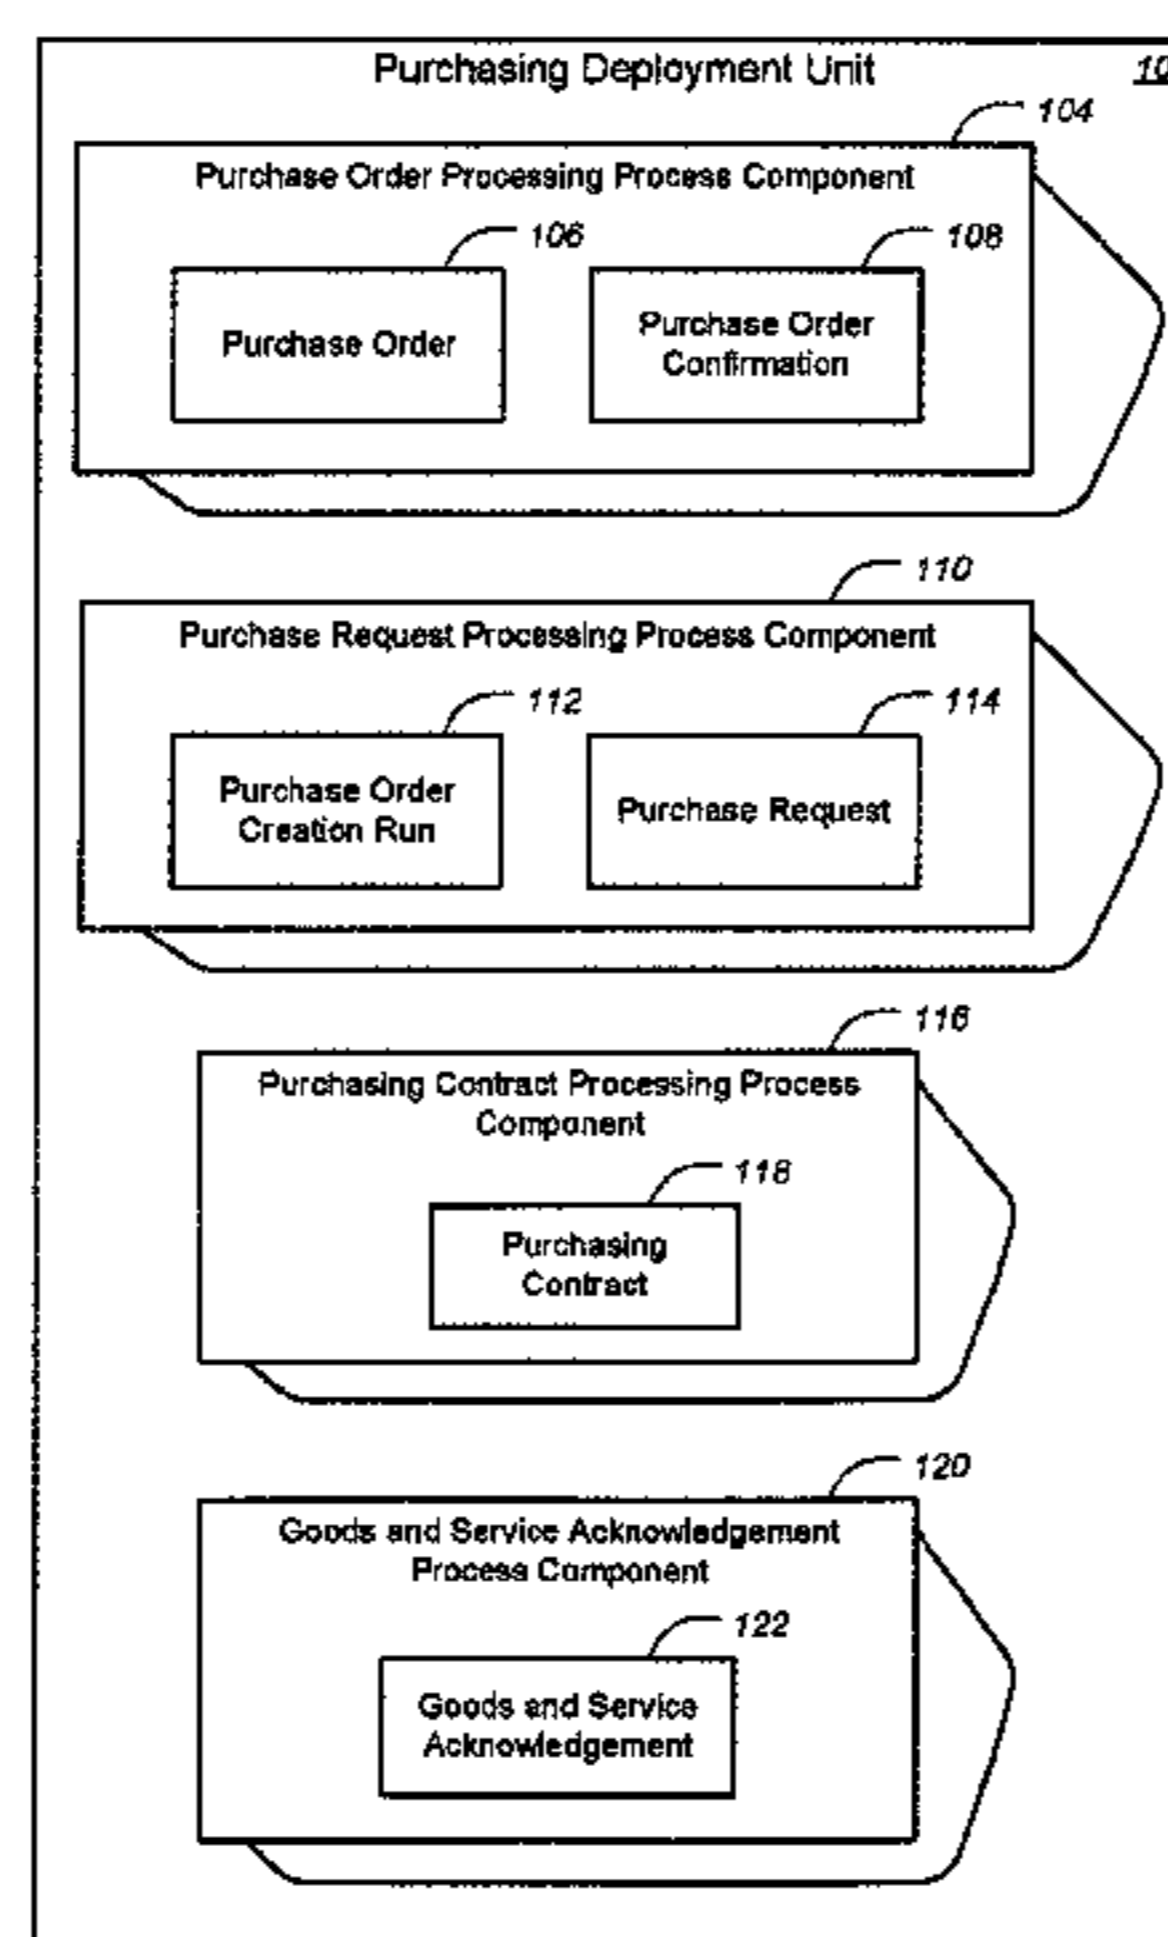 Purchasing Deployment Unit
104
Purchase Order Processing Process Component
106
108
Purchase Order
Purchase Order
Confirmation
110
Purchase Request Processing Process Component
112
114
Purchase Order
Creation Run
Purchase Request
116
Purchasing Contract Processing Process
Component
118
Purchasing
Contract
120
Goods and Service Acknowledgement
Process Component
122
Goods and Service
Acknowledgement